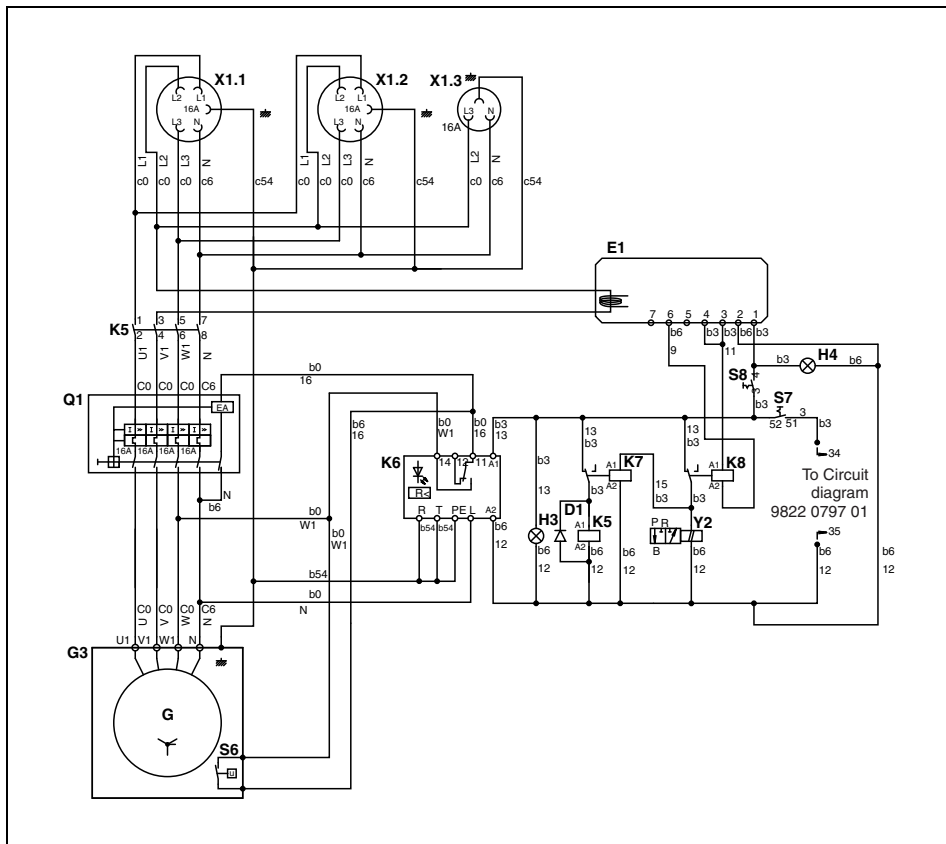 X1.1 X1.2 X1.3
L2 L1 L2 L1
16A 16A L3 N
L3 N L3 N 16A
L1 L2 L3 N L1 L2 L3 N L2 N
c0 c0 c0 c6 c54 c0 c0 c0 c6 c54 c0 c6 c54
E1
7 6 5 4 3 2 1
b6 b3 b3 b3 b3
9 11
K5 1 3 5 7
2 4 6 8
U1 V1 W1 N
b3 H4 b6
S8 4 3
b3
S7
52 51 3
b3
C0 C0 C0 C6
b0
16
Q1
EA
I » I » I » I »
16A 16A 16A 16A
N
b6
b6
16
b0
W1
b0
16
b3
13
K6
14 12 11 A1
R<
R T PE L A2
b54 b54
b6
12
b0
W1
b0
W1
b54
b0
N
b3
13
H3
b6
12
13
b3
K7
A1
A2
b3
D1
A1
A2
K5
b6
12
b6
12
15
b3
13
b3
K8
A1
A2
b3
Y2
P R
B
b6
12
34
To Circuit
diagram
9822 0797 01
35
b6
12
b6
12
C0 C0 C0 C6
U V W N
U1 V1 W1 N
G3
G
S6
U